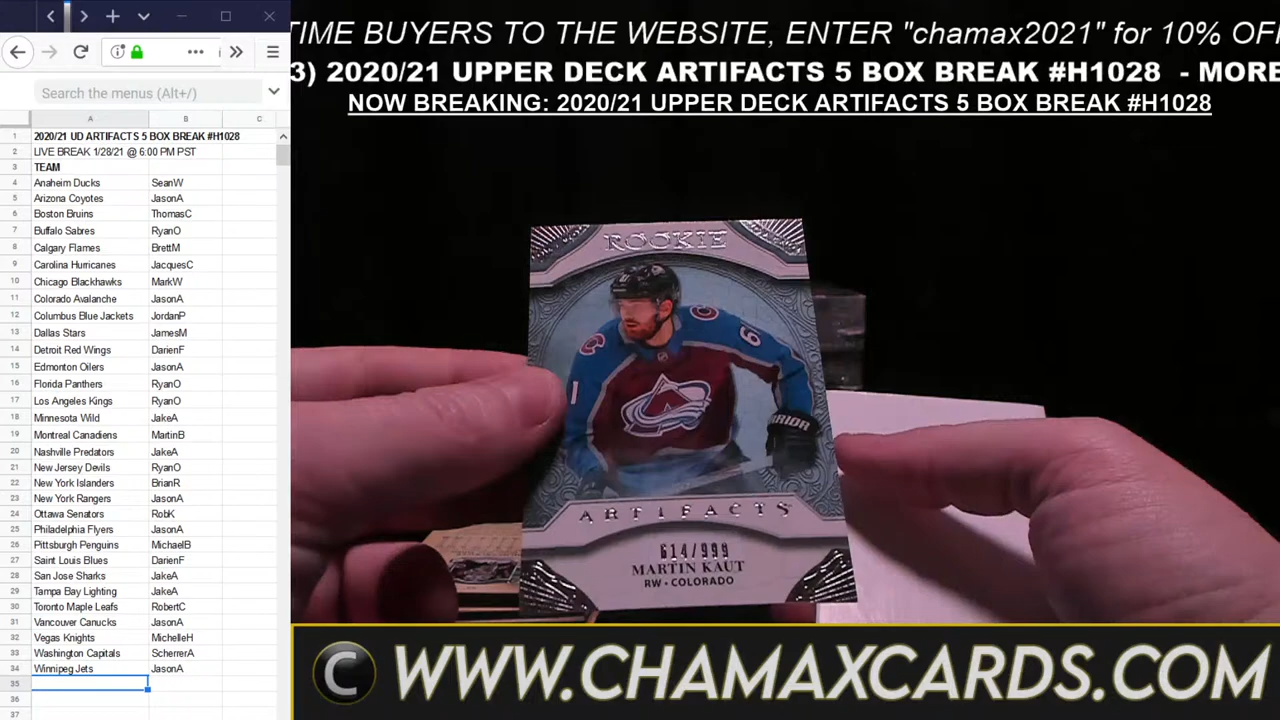 Search the menus (Alt+/)
A B C
1 2020/21 UD ARTIFACTS 5 BOX BREAK #H1028
2 LIVE BREAK 1/28/21 @ 6:00 PM PST
3 TEAM
4 Anaheim Ducks SeanW
5 Arizona Coyotes JasonA
6 Boston Bruins ThomasC
7 Buffalo Sabres RyanO
8 Calgary Flames BrettM
9 Carolina Hurricanes JacquesC
10 Chicago Blackhawks MarkW
11 Colorado Avalanche JasonA
12 Columbus Blue Jackets JordanP
13 Dallas Stars JamesM
14 Detroit Red Wings DarienF
15 Edmonton Oilers JasonA
16 Florida Panthers RyanO
17 Los Angeles Kings RyanO
18 Minnesota Wild JakeA
19 Montreal Canadiens MartinB
20 Nashville Predators JakeA
21 New Jersey Devils RyanO
22 New York Islanders BrianR
23 New York Rangers JasonA
24 Ottawa Senators RobK
25 Philadelphia Flyers JasonA
26 Pittsburgh Penguins MichaelB
27 Saint Louis Blues DarienF
28 San Jose Sharks JakeA
29 Tampa Bay Lighting JakeA
30 Toronto Maple Leafs RobertC
31 Vancouver Canucks JasonA
32 Vegas Knights MichelleH
33 Washington Capitals ScherrerA
34 Winnipeg Jets JasonA
35
36
37
TIME BUYERS TO THE WEBSITE, ENTER "chamax2021" for 10% OF
3) 2020/21 UPPER DECK ARTIFACTS 5 BOX BREAK #H1028 - MORE
NOW BREAKING: 2020/21 UPPER DECK ARTIFACTS 5 BOX BREAK #H1028
ROOKIE
6
1
ARTIFACTS
614/999
MARTIN KAUT
RW • COLORADO
C WWW.CHAMAXCARDS.COM